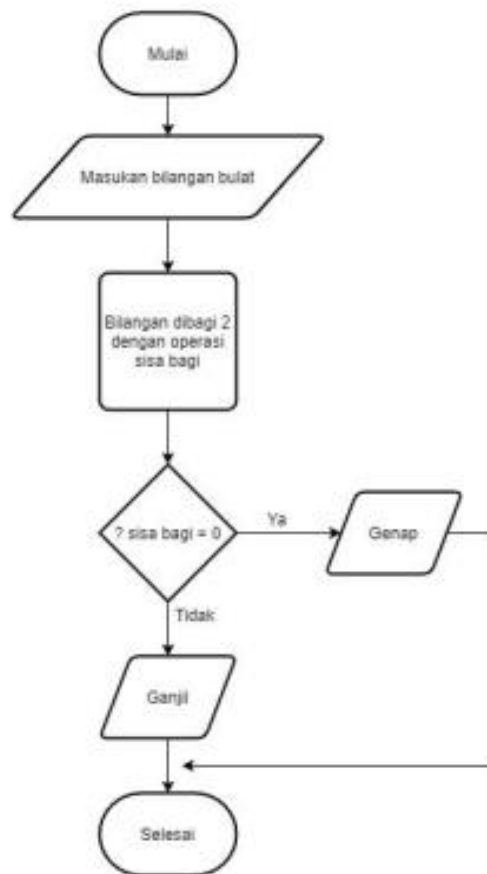 Mulai
Masukan bilangan bulat
Bilangan dibagi 2
dengan operasi
sisa bagi
? sisa bagi = 0
Ya
Genap
Tidak
Ganjil
Selesai